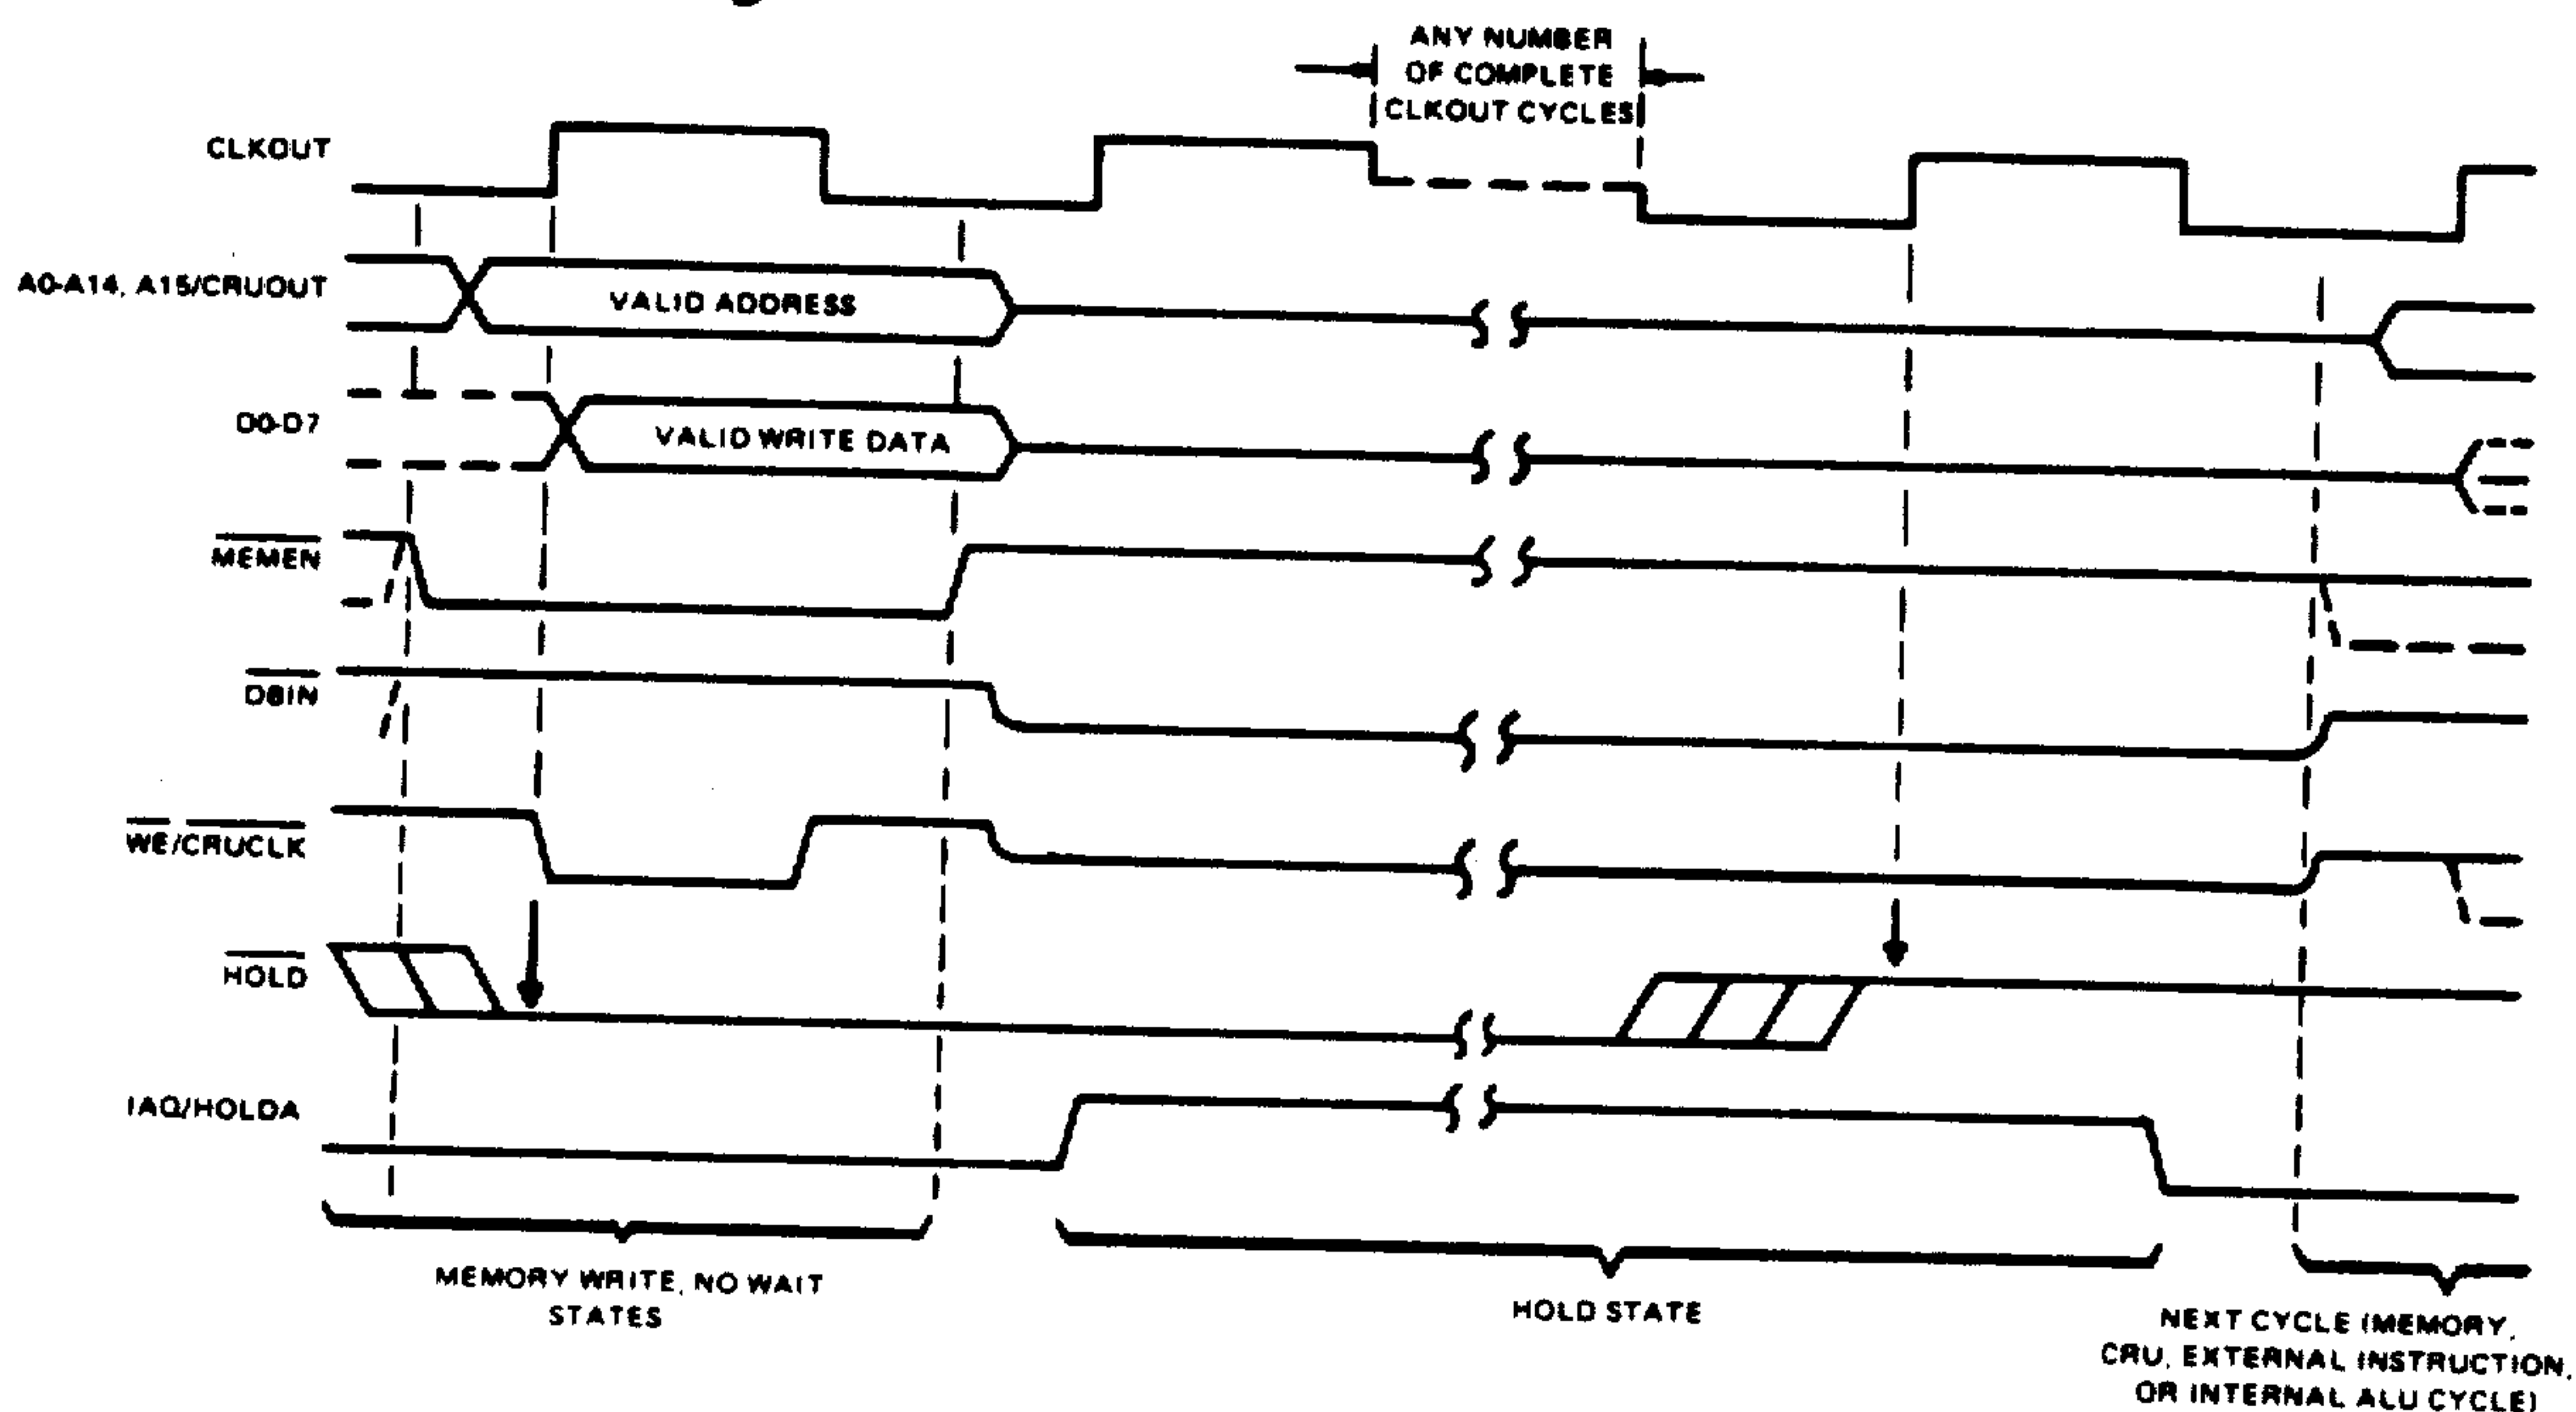 ANY NUMBER
OF COMPLETE
CLKOUT CYCLES
CLKOUT
A0-A14, A15/CRUOUT
VALID ADDRESS
D0-D7
VALID WRITE DATA
MEMEN
DBIN
WE/CRUCLK
HOLD
IAQ/HOLDA
MEMORY WRITE, NO WAIT
STATES
HOLD STATE
NEXT CYCLE (MEMORY,
CRU, EXTERNAL INSTRUCTION,
OR INTERNAL ALU CYCLE)